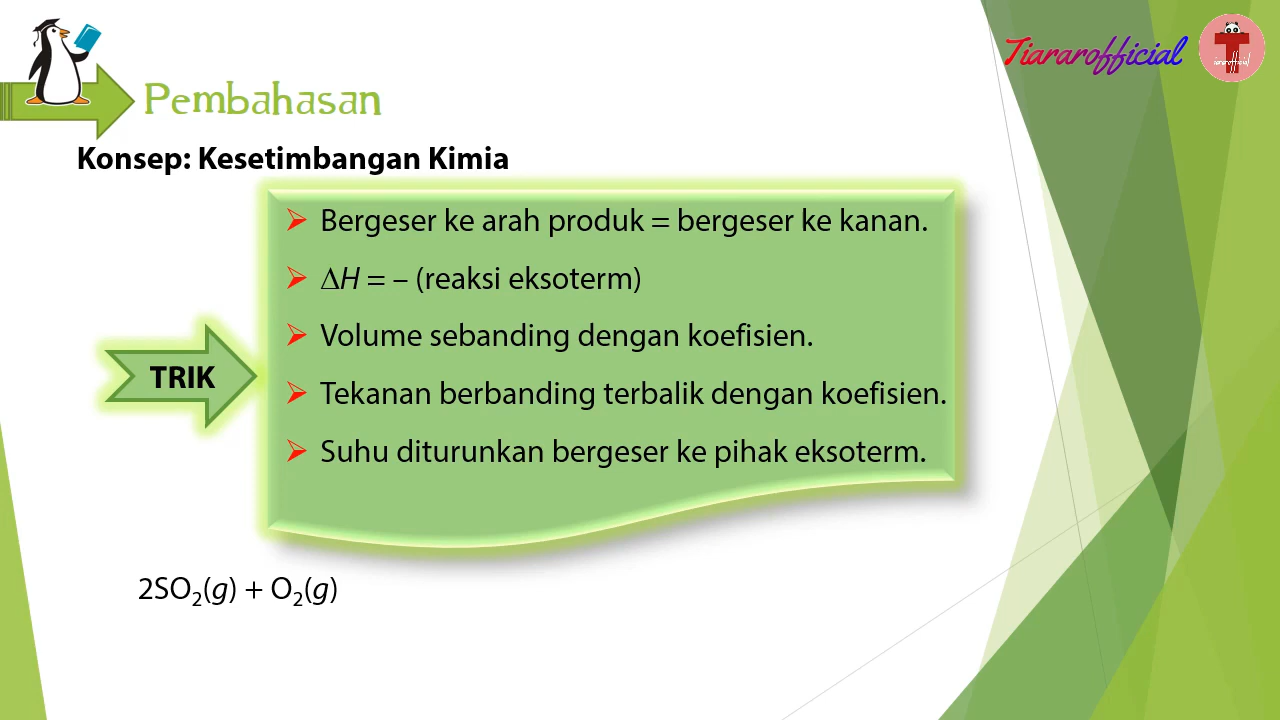 Tiararofficial
T
tiararofficial
Pembahasan
Konsep: Kesetimbangan Kimia
➢ Bergeser ke arah produk = bergeser ke kanan.
➢ ΔH = – (reaksi eksoterm)
➢ Volume sebanding dengan koefisien.
➢ Tekanan berbanding terbalik dengan koefisien.
➢ Suhu diturunkan bergeser ke pihak eksoterm.
TRIK
2SO₂(g) + O₂(g)